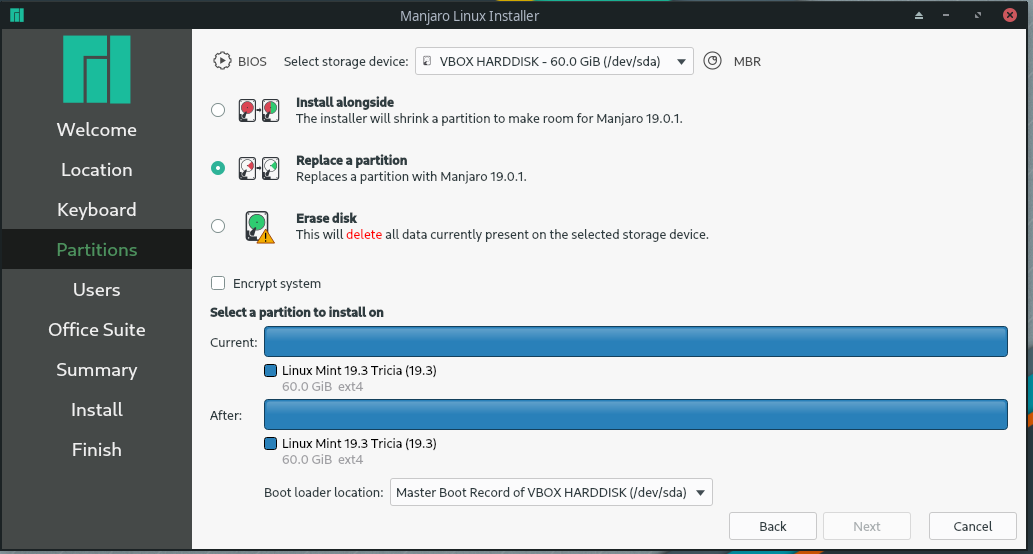 Manjaro Linux Installer
BIOS Select storage device: VBOX HARDDISK - 60.0 GiB (/dev/sda) MBR
Welcome
Location
Keyboard
Partitions
Users
Office Suite
Summary
Install
Finish
Install alongside
The installer will shrink a partition to make room for Manjaro 19.0.1.
Replace a partition
Replaces a partition with Manjaro 19.0.1.
Erase disk
This will delete all data currently present on the selected storage device.
Encrypt system
Select a partition to install on
Current:
Linux Mint 19.3 Tricia (19.3)
60.0 GiB ext4
After:
Linux Mint 19.3 Tricia (19.3)
60.0 GiB ext4
Boot loader location: Master Boot Record of VBOX HARDDISK (/dev/sda)
Back Next Cancel